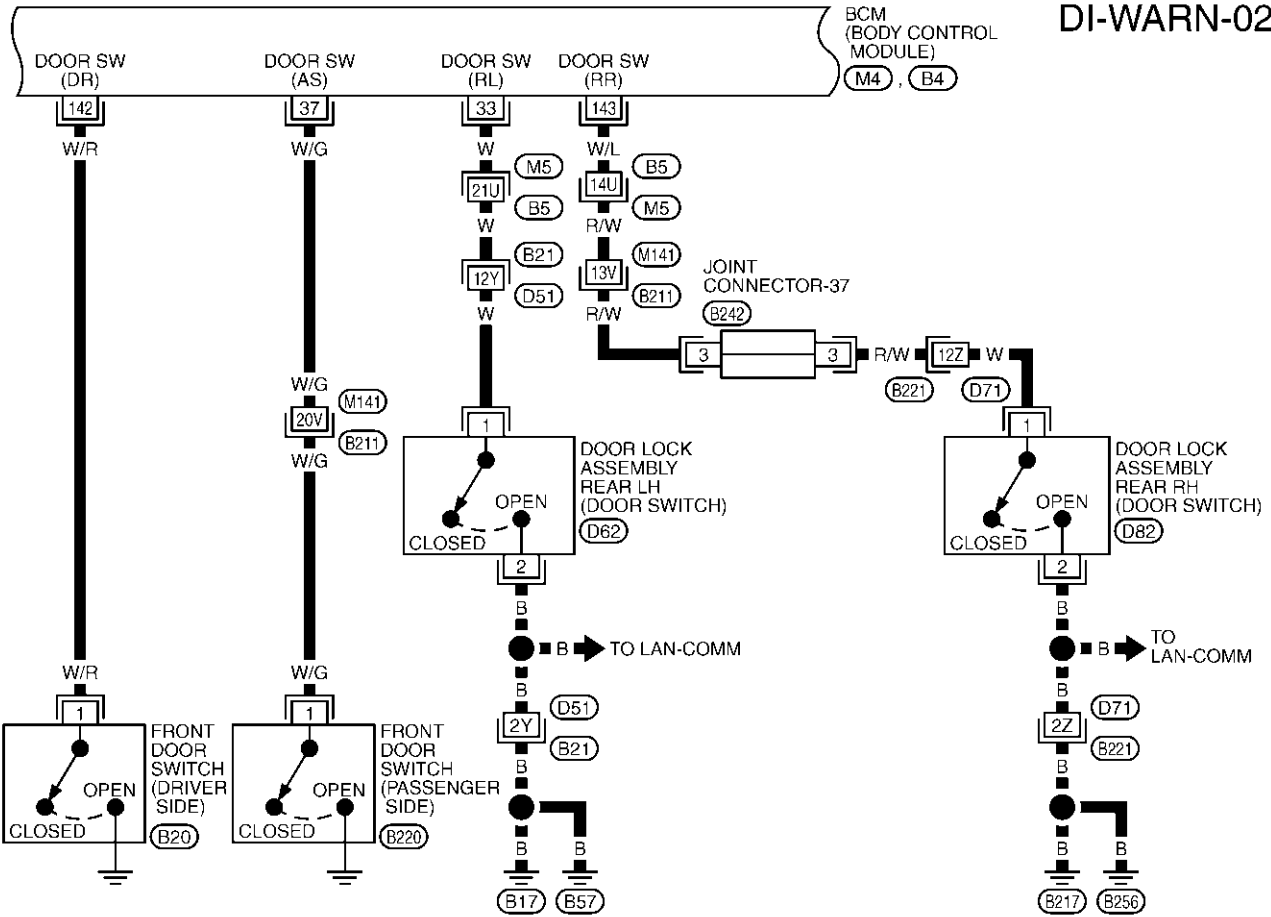 DI-WARN-02
BCM
(BODY CONTROL
MODULE)
M4 , B4
DOOR SW
(DR)
DOOR SW
(AS)
DOOR SW
(RL)
DOOR SW
(RR)
142
37
33
143
W/R
W/G
W
W/L
M5
B5
21U
14U
B5
M5
W
R/W
B21
M141
12Y
13V
D51
B211
W
R/W
JOINT
CONNECTOR-37
B242
3
3
R/W
12Z
W
B221
D71
W/G
M141
20V
B211
W/G
1
OPEN
CLOSED
DOOR LOCK
ASSEMBLY
REAR LH
(DOOR SWITCH)
D62
2
1
OPEN
CLOSED
DOOR LOCK
ASSEMBLY
REAR RH
(DOOR SWITCH)
D82
2
B
B
B
TO LAN-COMM
B
TO
LAN-COMM
W/R
W/G
B
B
1
OPEN
CLOSED
FRONT
DOOR
SWITCH
(DRIVER
SIDE)
B20
1
OPEN
CLOSED
FRONT
DOOR
SWITCH
(PASSENGER
SIDE)
B220
D51
2Y
B21
B
B
B
B17
B57
D71
2Z
B221
B
B
B
B217
B256